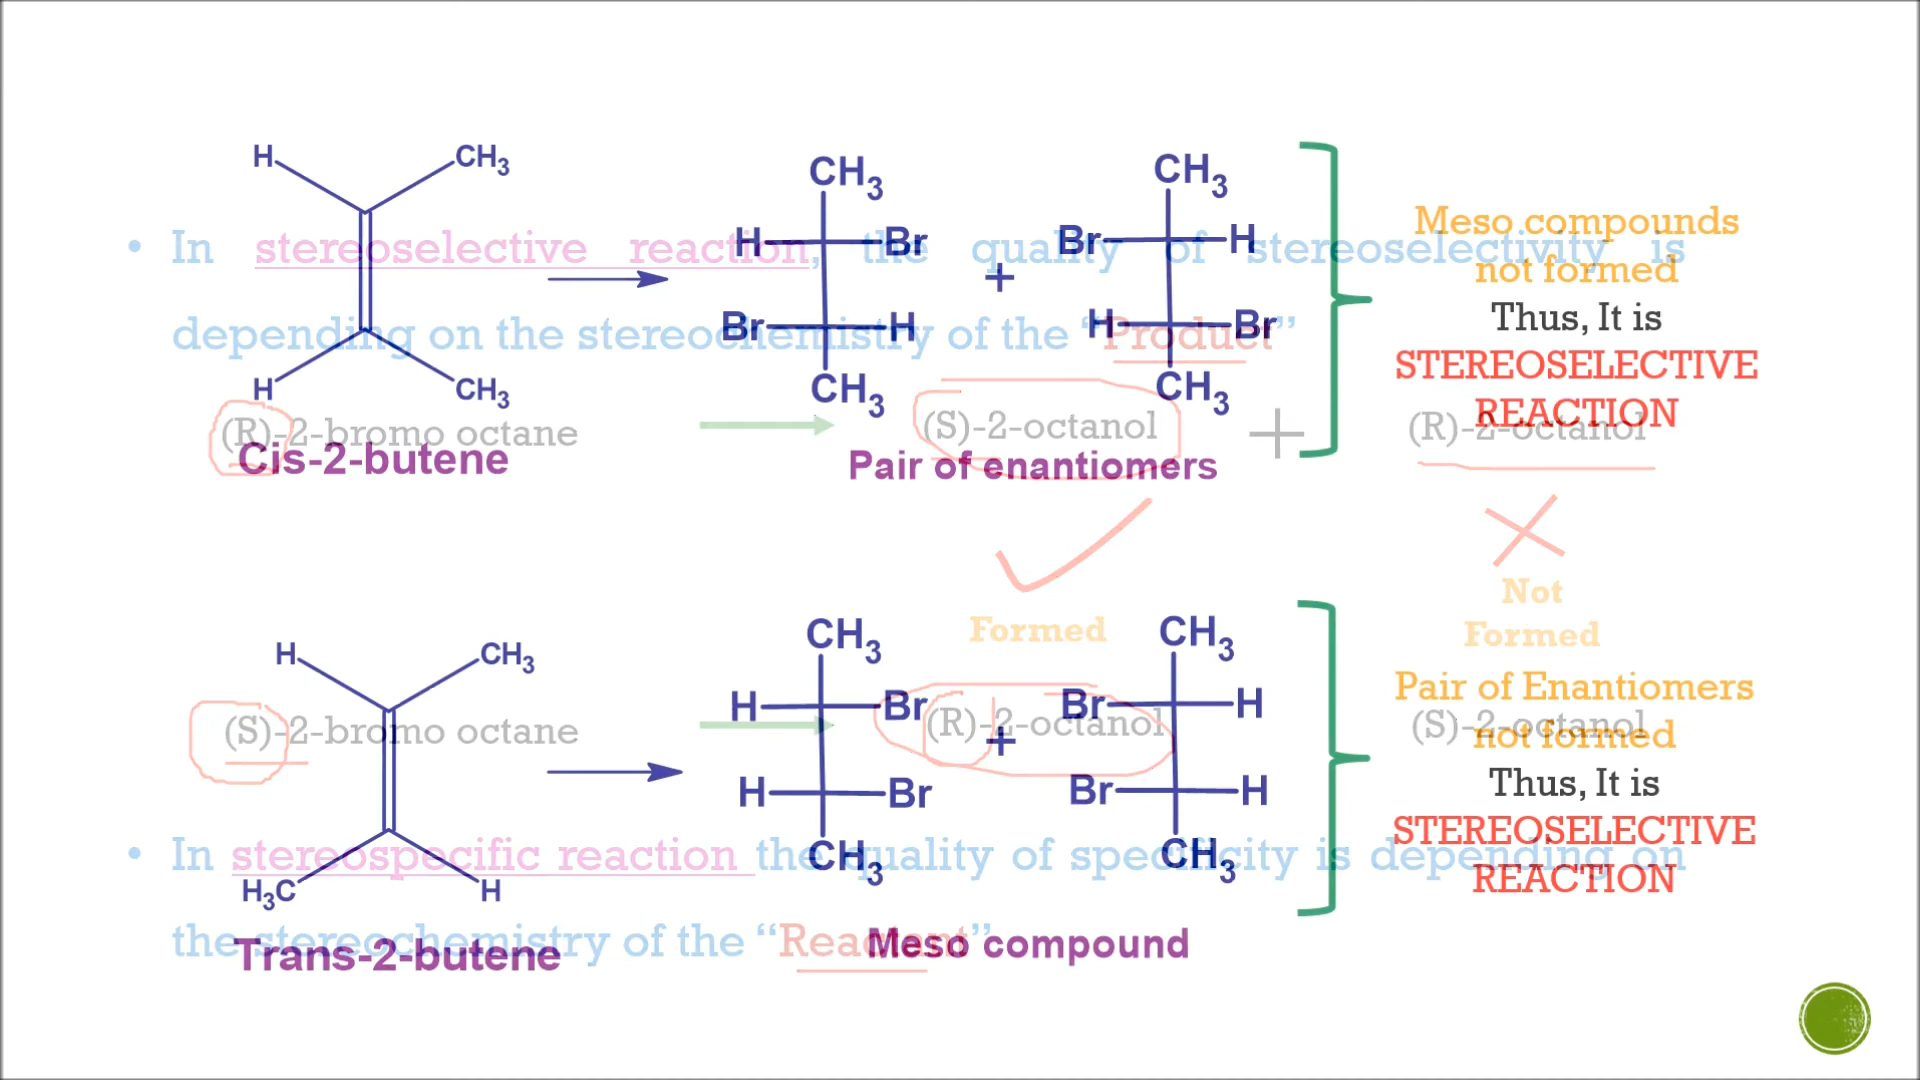 H CH3
CH3 CH3
Meso compounds
H Br Br H
• In stereoselective reaction, the quality of stereoselectivity is
not formed
Thus, It is
Br H H Br
depending on the stereochemistry of the “Product”
STEREOSELECTIVE
H CH3
CH3 CH3
REACTION
(R)-2-bromo octane (S)-2-octanol + (R)-2-octanol
Cis-2-butene
Pair of enantiomers
Not
Formed
Formed
CH3 CH3
H CH3
Pair of Enantiomers
H Br Br H
(S)-2-bromo octane (R)-2-octanol (S)-2-octanol
+
not formed
Thus, It is
H Br Br H
STEREOSELECTIVE
• In stereospecific reaction the quality of specificity is depending on
CH3 CH3
REACTION
H3C H
the stereochemistry of the “Reactant”
Meso compound
Trans-2-butene